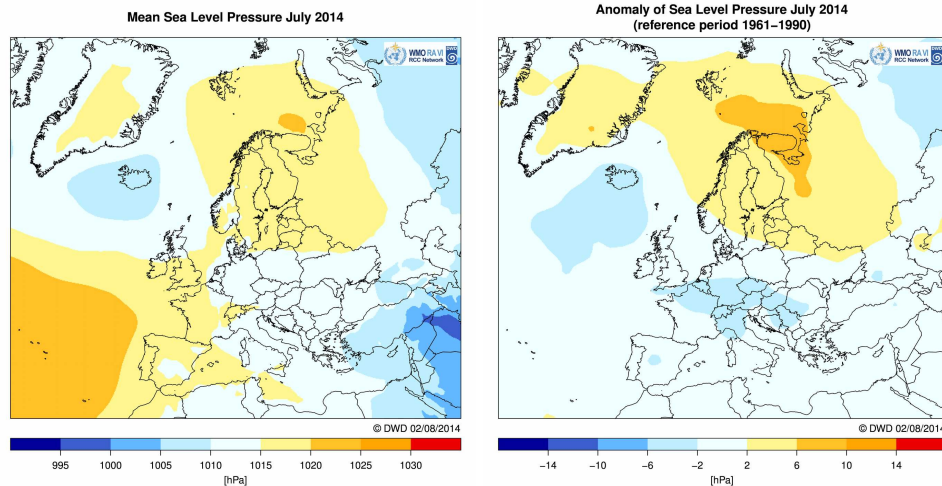 Mean Sea Level Pressure July 2014
WMO RA VI
RCC Network
DWD
© DWD 02/08/2014
995 1000 1005 1010 1015 1020 1025 1030
[hPa]
Anomaly of Sea Level Pressure July 2014
(reference period 1961−1990)
WMO RA VI
RCC Network
DWD
© DWD 02/08/2014
−14 −10 −6 −2 2 6 10 14
[hPa]